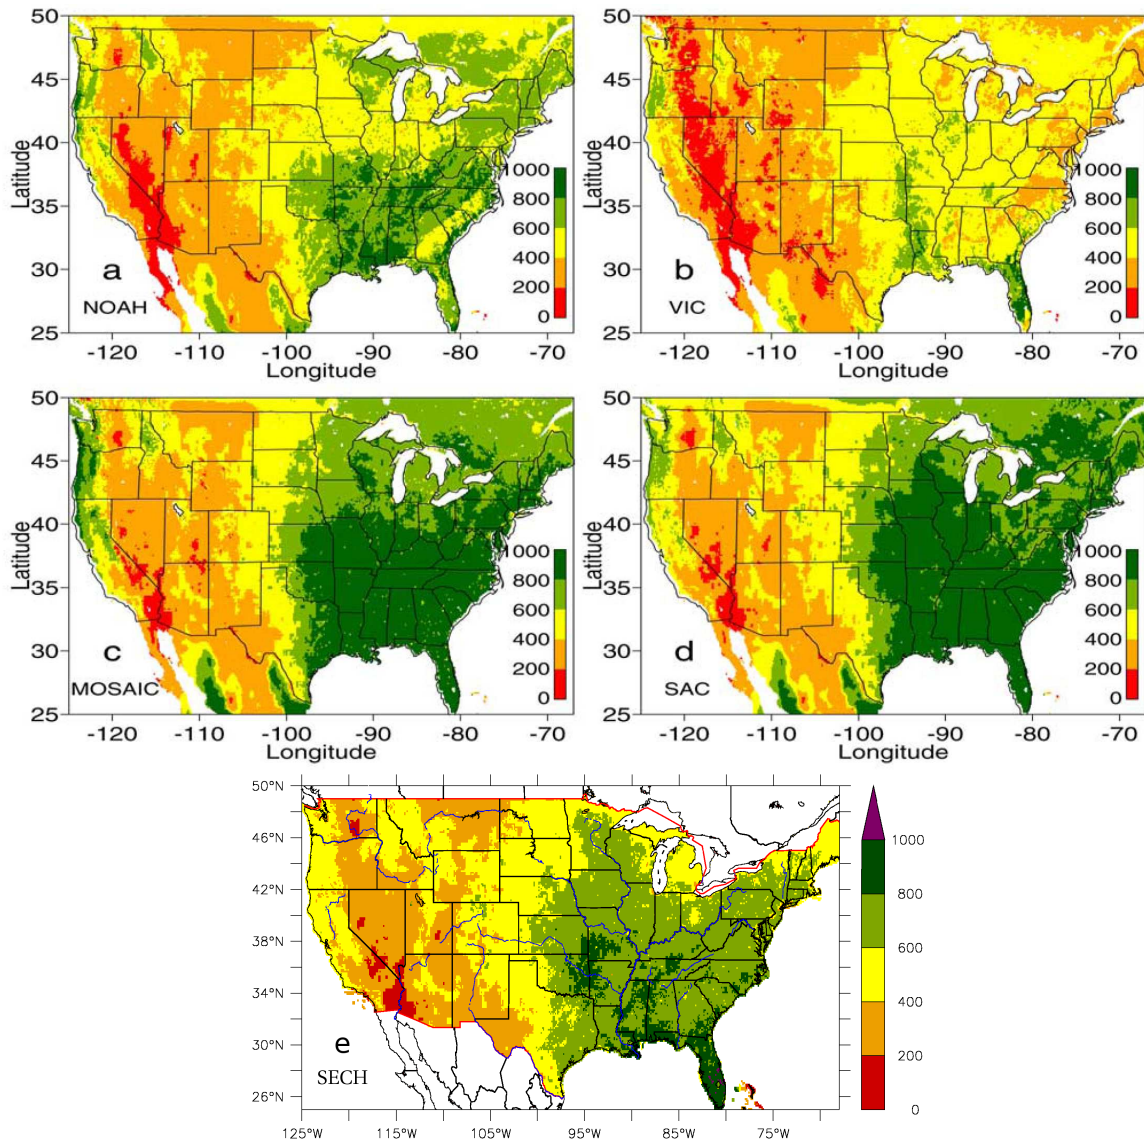 50
45
40
35
30
25
Latitude
1000
800
600
400
200
0
a
NOAH
-120 -110 -100 -90 -80 -70
Longitude
50
45
40
35
30
25
Latitude
1000
800
600
400
200
0
b
VIC
-120 -110 -100 -90 -80 -70
Longitude
50
45
40
35
30
25
Latitude
1000
800
600
400
200
0
c
MOSAIC
-120 -110 -100 -90 -80 -70
Longitude
50
45
40
35
30
25
Latitude
1000
800
600
400
200
0
d
SAC
-120 -110 -100 -90 -80 -70
Longitude
50°N
46°N
42°N
38°N
34°N
30°N
26°N
e
SECH
125°W 115°W 105°W 95°W 85°W 75°W
1000
800
600
400
200
0